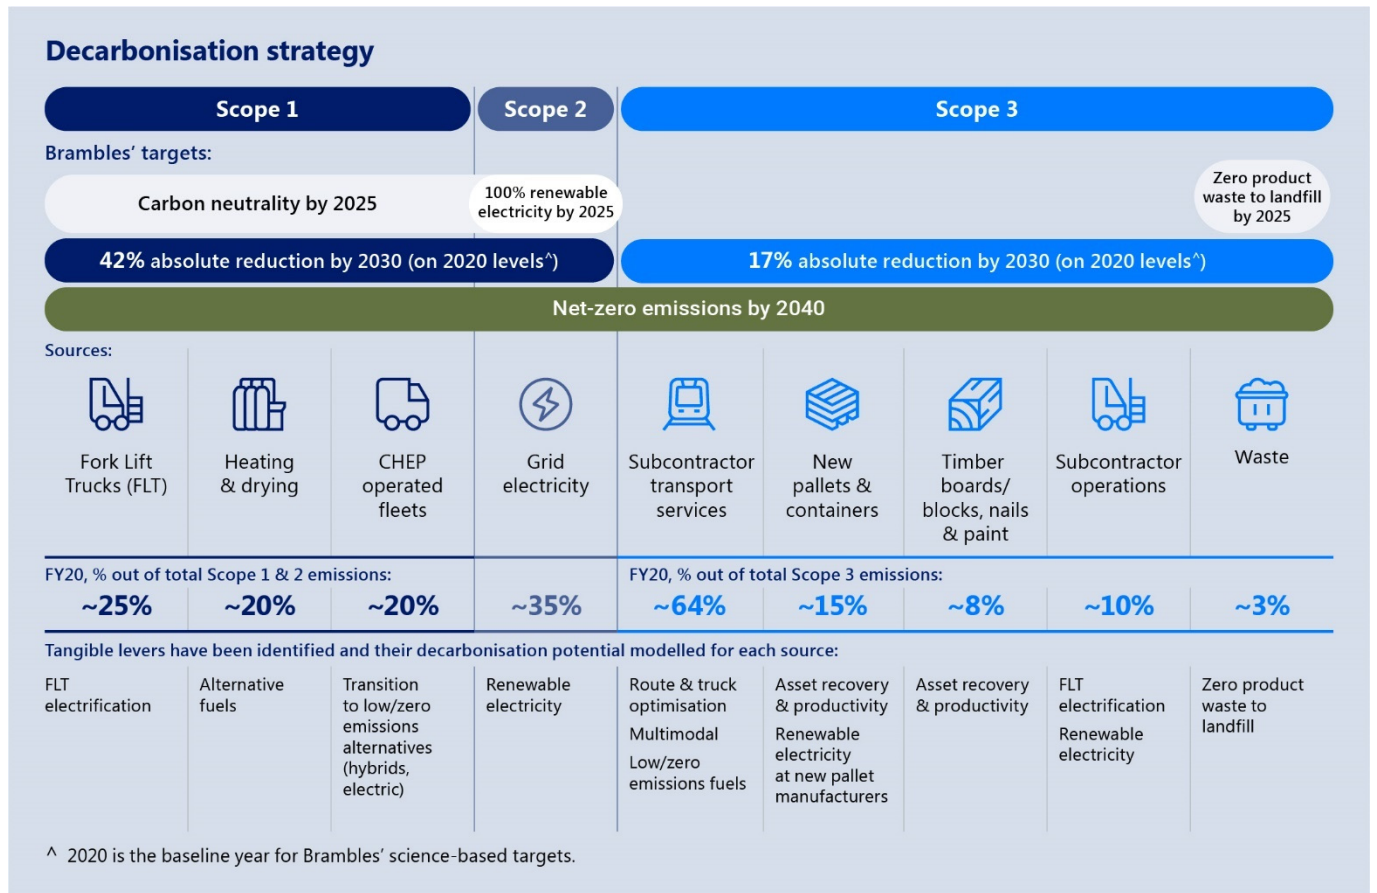 Decarbonisation strategy
Scope 1
Scope 2
Scope 3
Brambles’ targets:
Carbon neutrality by 2025
100% renewable
electricity by 2025
Zero product
waste to landfill
by 2025
42% absolute reduction by 2030 (on 2020 levels^)
17% absolute reduction by 2030 (on 2020 levels^)
Net-zero emissions by 2040
Sources:
Fork Lift
Trucks (FLT)
Heating
& drying
CHEP
operated
fleets
Grid
electricity
Subcontractor
transport
services
New
pallets &
containers
Timber
boards/
blocks, nails
& paint
Subcontractor
operations
Waste
FY20, % out of total Scope 1 & 2 emissions:
FY20, % out of total Scope 3 emissions:
~25%
~20%
~20%
~35%
~64%
~15%
~8%
~10%
~3%
Tangible levers have been identified and their decarbonisation potential modelled for each source:
FLT
electrification
Alternative
fuels
Transition
to low/zero
emissions
alternatives
(hybrids,
electric)
Renewable
electricity
Route & truck
optimisation
Multimodal
Low/zero
emissions fuels
Asset recovery
& productivity
Renewable
electricity
at new pallet
manufacturers
Asset recovery
& productivity
FLT
electrification
Renewable
electricity
Zero product
waste to
landfill
^ 2020 is the baseline year for Brambles’ science-based targets.